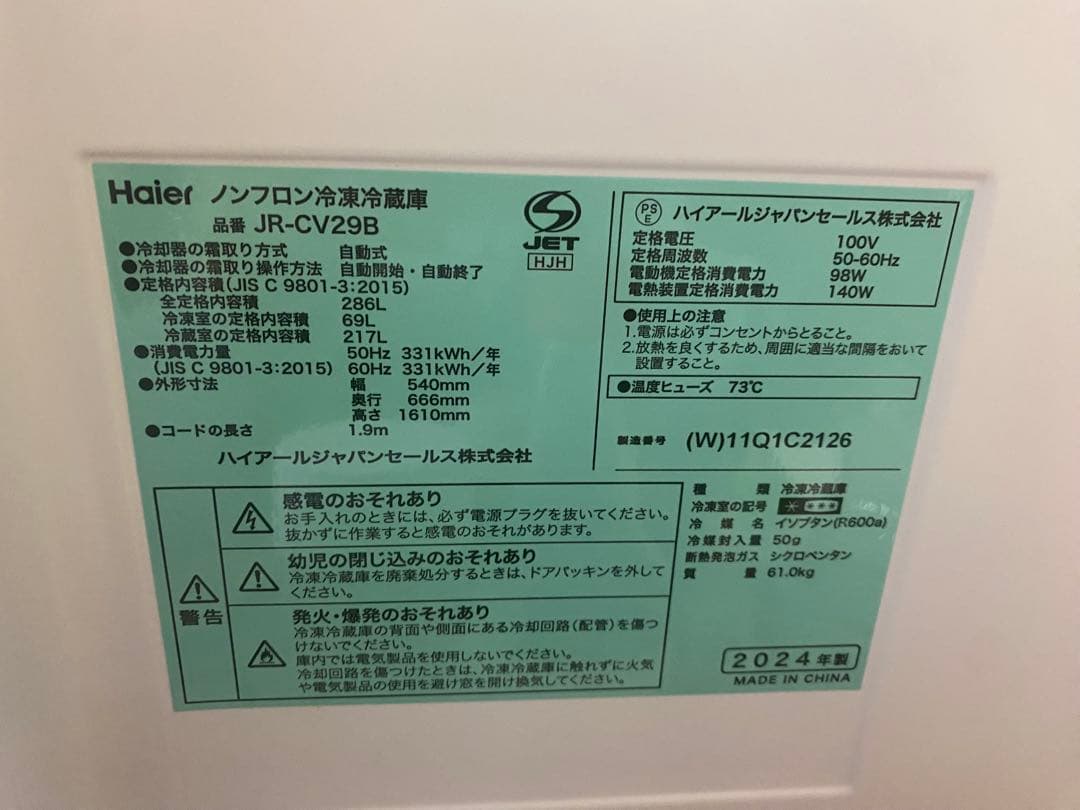 Haier ノンフロン冷凍冷蔵庫
品番 JR-CV29B
●冷却器の霜取り方式 自動式
●冷却器の霜取り操作方法 自動開始・自動終了
●定格内容積(JIS C 9801-3:2015)
全定格内容積 286L
冷凍室の定格内容積 69L
冷蔵室の定格内容積 217L
●消費電力量 50Hz 331kWh/年
(JIS C 9801-3:2015) 60Hz 331kWh/年
●外形寸法 幅 540mm
奥行 666mm
高さ 1610mm
●コードの長さ 1.9m
ハイアールジャパンセールス株式会社
JET
HJH
PS
E
ハイアールジャパンセールス株式会社
定格電圧 100V
定格周波数 50-60Hz
電動機定格消費電力 98W
電熱装置定格消費電力 140W
●使用上の注意
1.電源は必ずコンセントからとること。
2.放熱を良くするため、周囲に適当な間隔をおいて
設置すること。
●温度ヒューズ 73℃
製造番号 (W)11Q1C2126
警告
感電のおそれあり
お手入れのときには、必ず電源プラグを抜いてください。
抜かずに作業すると感電のおそれがあります。
幼児の閉じ込みのおそれあり
冷凍冷蔵庫を廃棄処分するときは、ドアパッキンを外して
ください。
発火・爆発のおそれあり
冷凍冷蔵庫の背面や側面にある冷却回路(配管)を傷つ
けないでください。
庫内では電気製品を使用しないでください。
冷却回路を傷つけたときは、冷凍冷蔵庫に触れずに火気
や電気製品の使用を避け窓を開け換気してください。
種類 冷凍冷蔵庫
冷凍室の記号 * ***
冷媒名 イソブタン(R600a)
冷媒封入量 50g
断熱発泡ガス シクロペンタン
質量 61.0kg
2024年製
MADE IN CHINA